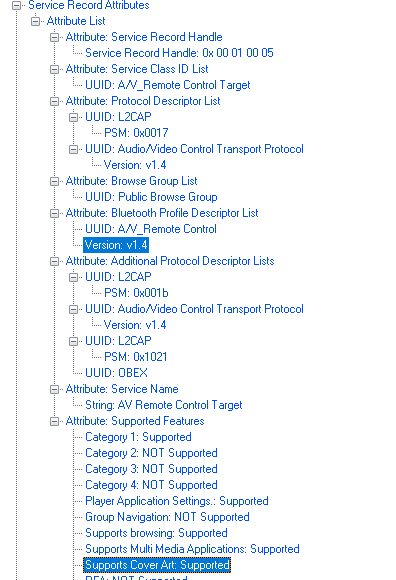 Service Record Attributes
Attribute List
Attribute: Service Record Handle
Service Record Handle: 0x 00 01 00 05
Attribute: Service Class ID List
UUID: A/V_Remote Control Target
Attribute: Protocol Descriptor List
UUID: L2CAP
PSM: 0x0017
UUID: Audio/Video Control Transport Protocol
Version: v1.4
Attribute: Browse Group List
UUID: Public Browse Group
Attribute: Bluetooth Profile Descriptor List
UUID: A/V_Remote Control
Version: v1.4
Attribute: Additional Protocol Descriptor Lists
UUID: L2CAP
PSM: 0x001b
UUID: Audio/Video Control Transport Protocol
Version: v1.4
UUID: L2CAP
PSM: 0x1021
UUID: OBEX
Attribute: Service Name
String: AV Remote Control Target
Attribute: Supported Features
Category 1: Supported
Category 2: NOT Supported
Category 3: NOT Supported
Category 4: NOT Supported
Player Application Settings.: Supported
Group Navigation: NOT Supported
Supports browsing: Supported
Supports Multi Media Applications: Supported
Supports Cover Art: Supported
NOT Supported